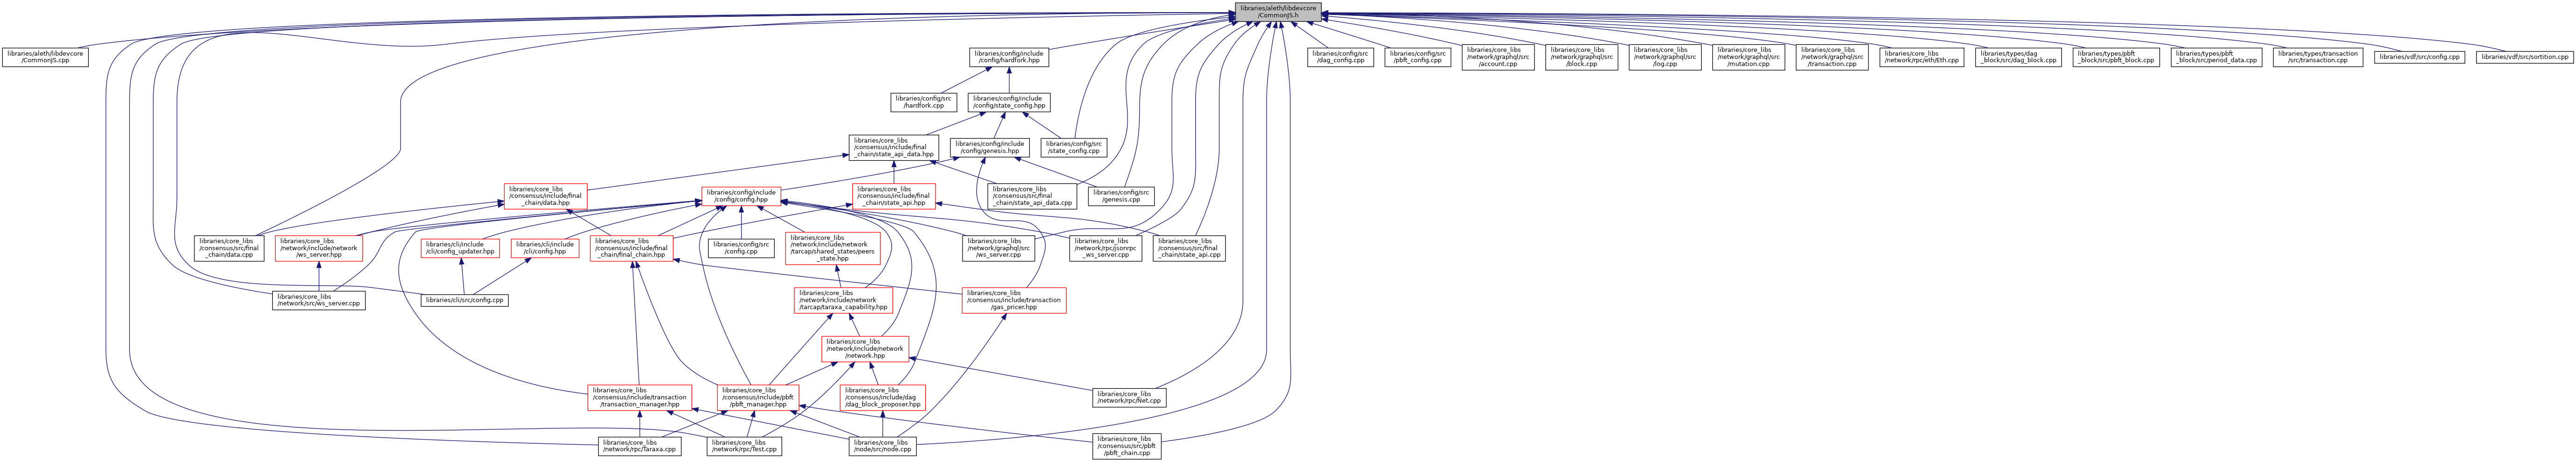 libraries/aleth/libdevcore
/CommonJS.h
libraries/aleth/libdevcore
/CommonJS.cpp
libraries/config/include
/config/hardfork.hpp
libraries/config/src
/dag_config.cpp
libraries/config/src
/pbft_config.cpp
libraries/core_libs
/network/graphql/src
/account.cpp
libraries/core_libs
/network/graphql/src
/block.cpp
libraries/core_libs
/network/graphql/src
/log.cpp
libraries/core_libs
/network/graphql/src
/mutation.cpp
libraries/core_libs
/network/graphql/src
/transaction.cpp
libraries/core_libs
/network/rpc/eth/Eth.cpp
libraries/types/dag
_block/src/dag_block.cpp
libraries/types/pbft
_block/src/pbft_block.cpp
libraries/types/pbft
_block/src/period_data.cpp
libraries/types/transaction
/src/transaction.cpp
libraries/vdf/src/config.cpp
libraries/vdf/src/sortition.cpp
libraries/config/src
/hardfork.cpp
libraries/config/include
/config/state_config.hpp
libraries/core_libs
/consensus/include/final
_chain/state_api_data.hpp
libraries/config/include
/config/genesis.hpp
libraries/config/src
/state_config.cpp
libraries/core_libs
/consensus/include/final
_chain/data.hpp
libraries/config/include
/config/config.hpp
libraries/core_libs
/consensus/include/final
_chain/state_api.hpp
libraries/core_libs
/consensus/src/final
_chain/state_api_data.cpp
libraries/config/src
/genesis.cpp
libraries/core_libs
/consensus/src/final
_chain/data.cpp
libraries/core_libs
/network/include/network
/ws_server.hpp
libraries/cli/include
/cli/config_updater.hpp
libraries/cli/include
/cli/config.hpp
libraries/core_libs
/consensus/include/final
_chain/final_chain.hpp
libraries/config/src
/config.cpp
libraries/core_libs
/network/include/network
/tarcap/shared_states/peers
_state.hpp
libraries/core_libs
/network/graphql/src
/ws_server.cpp
libraries/core_libs
/network/rpc/jsonrpc
_ws_server.cpp
libraries/core_libs
/consensus/src/final
_chain/state_api.cpp
libraries/core_libs
/network/src/ws_server.cpp
libraries/cli/src/config.cpp
libraries/core_libs
/network/include/network
/tarcap/taraxa_capability.hpp
libraries/core_libs
/consensus/include/transaction
/gas_pricer.hpp
libraries/core_libs
/network/include/network
/network.hpp
libraries/core_libs
/consensus/include/transaction
/transaction_manager.hpp
libraries/core_libs
/consensus/include/pbft
/pbft_manager.hpp
libraries/core_libs
/consensus/include/dag
/dag_block_proposer.hpp
libraries/core_libs
/network/rpc/Net.cpp
libraries/core_libs
/network/rpc/Taraxa.cpp
libraries/core_libs
/network/rpc/Test.cpp
libraries/core_libs
/node/src/node.cpp
libraries/core_libs
/consensus/src/pbft
/pbft_chain.cpp